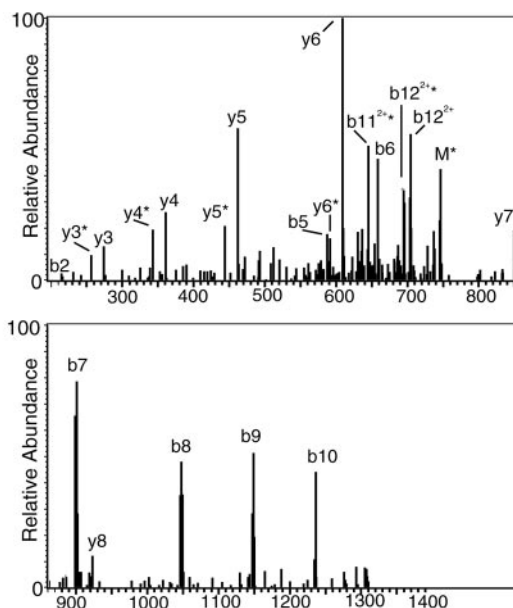 100
y6
b12²⁺*
b12²⁺
y5
b11²⁺*
b6
M*
y6*
b5
y7
y4
y5*
y4*
y3*
y3
b2
Relative Abundance
0
300 400 500 600 700 800
100
b7
b8
b9
b10
y8
Relative Abundance
0
900 1000 1100 1200 1300 1400